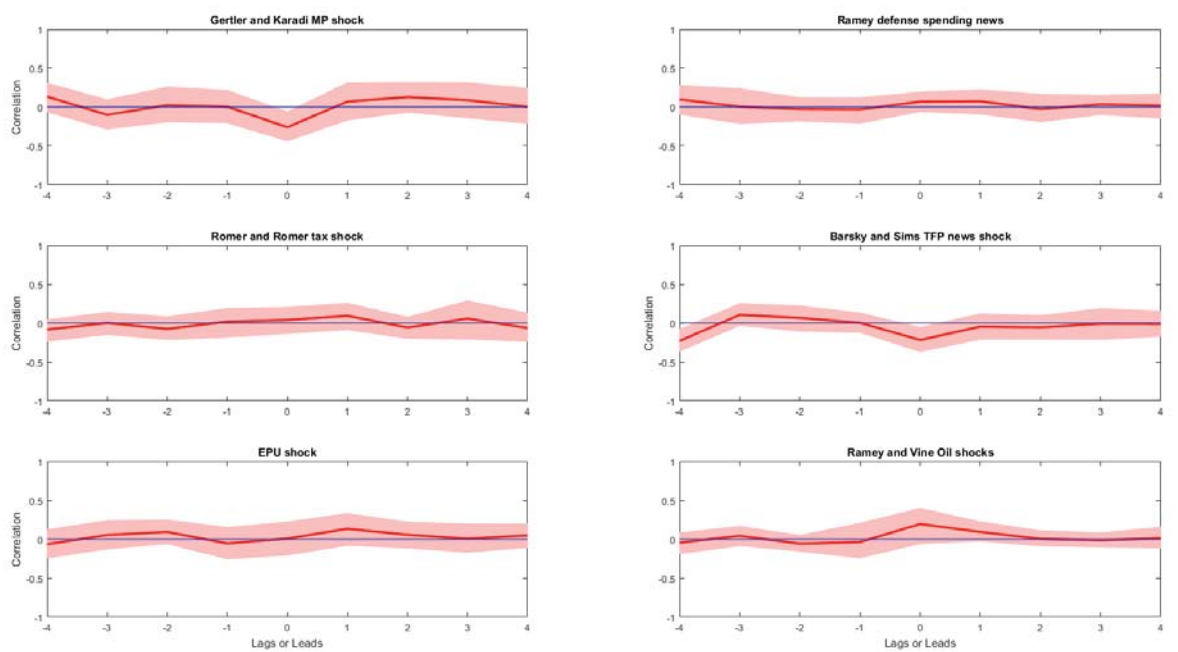 Gertler and Karadi MP shock
Correlation
1
0.5
0
-0.5
-1
-4 -3 -2 -1 0 1 2 3 4
Ramey defense spending news
1
0.5
0
-0.5
-1
-4 -3 -2 -1 0 1 2 3 4
Romer and Romer tax shock
Correlation
1
0.5
0
-0.5
-1
-4 -3 -2 -1 0 1 2 3 4
Barsky and Sims TFP news shock
Correlation
1
0.5
0
-0.5
-1
-4 -3 -2 -1 0 1 2 3 4
EPU shock
Correlation
1
0.5
0
-0.5
-1
-4 -3 -2 -1 0 1 2 3 4
Lags or Leads
Ramey and Vine Oil shocks
1
0.5
0
-0.5
-1
-4 -3 -2 -1 0 1 2 3 4
Lags or Leads